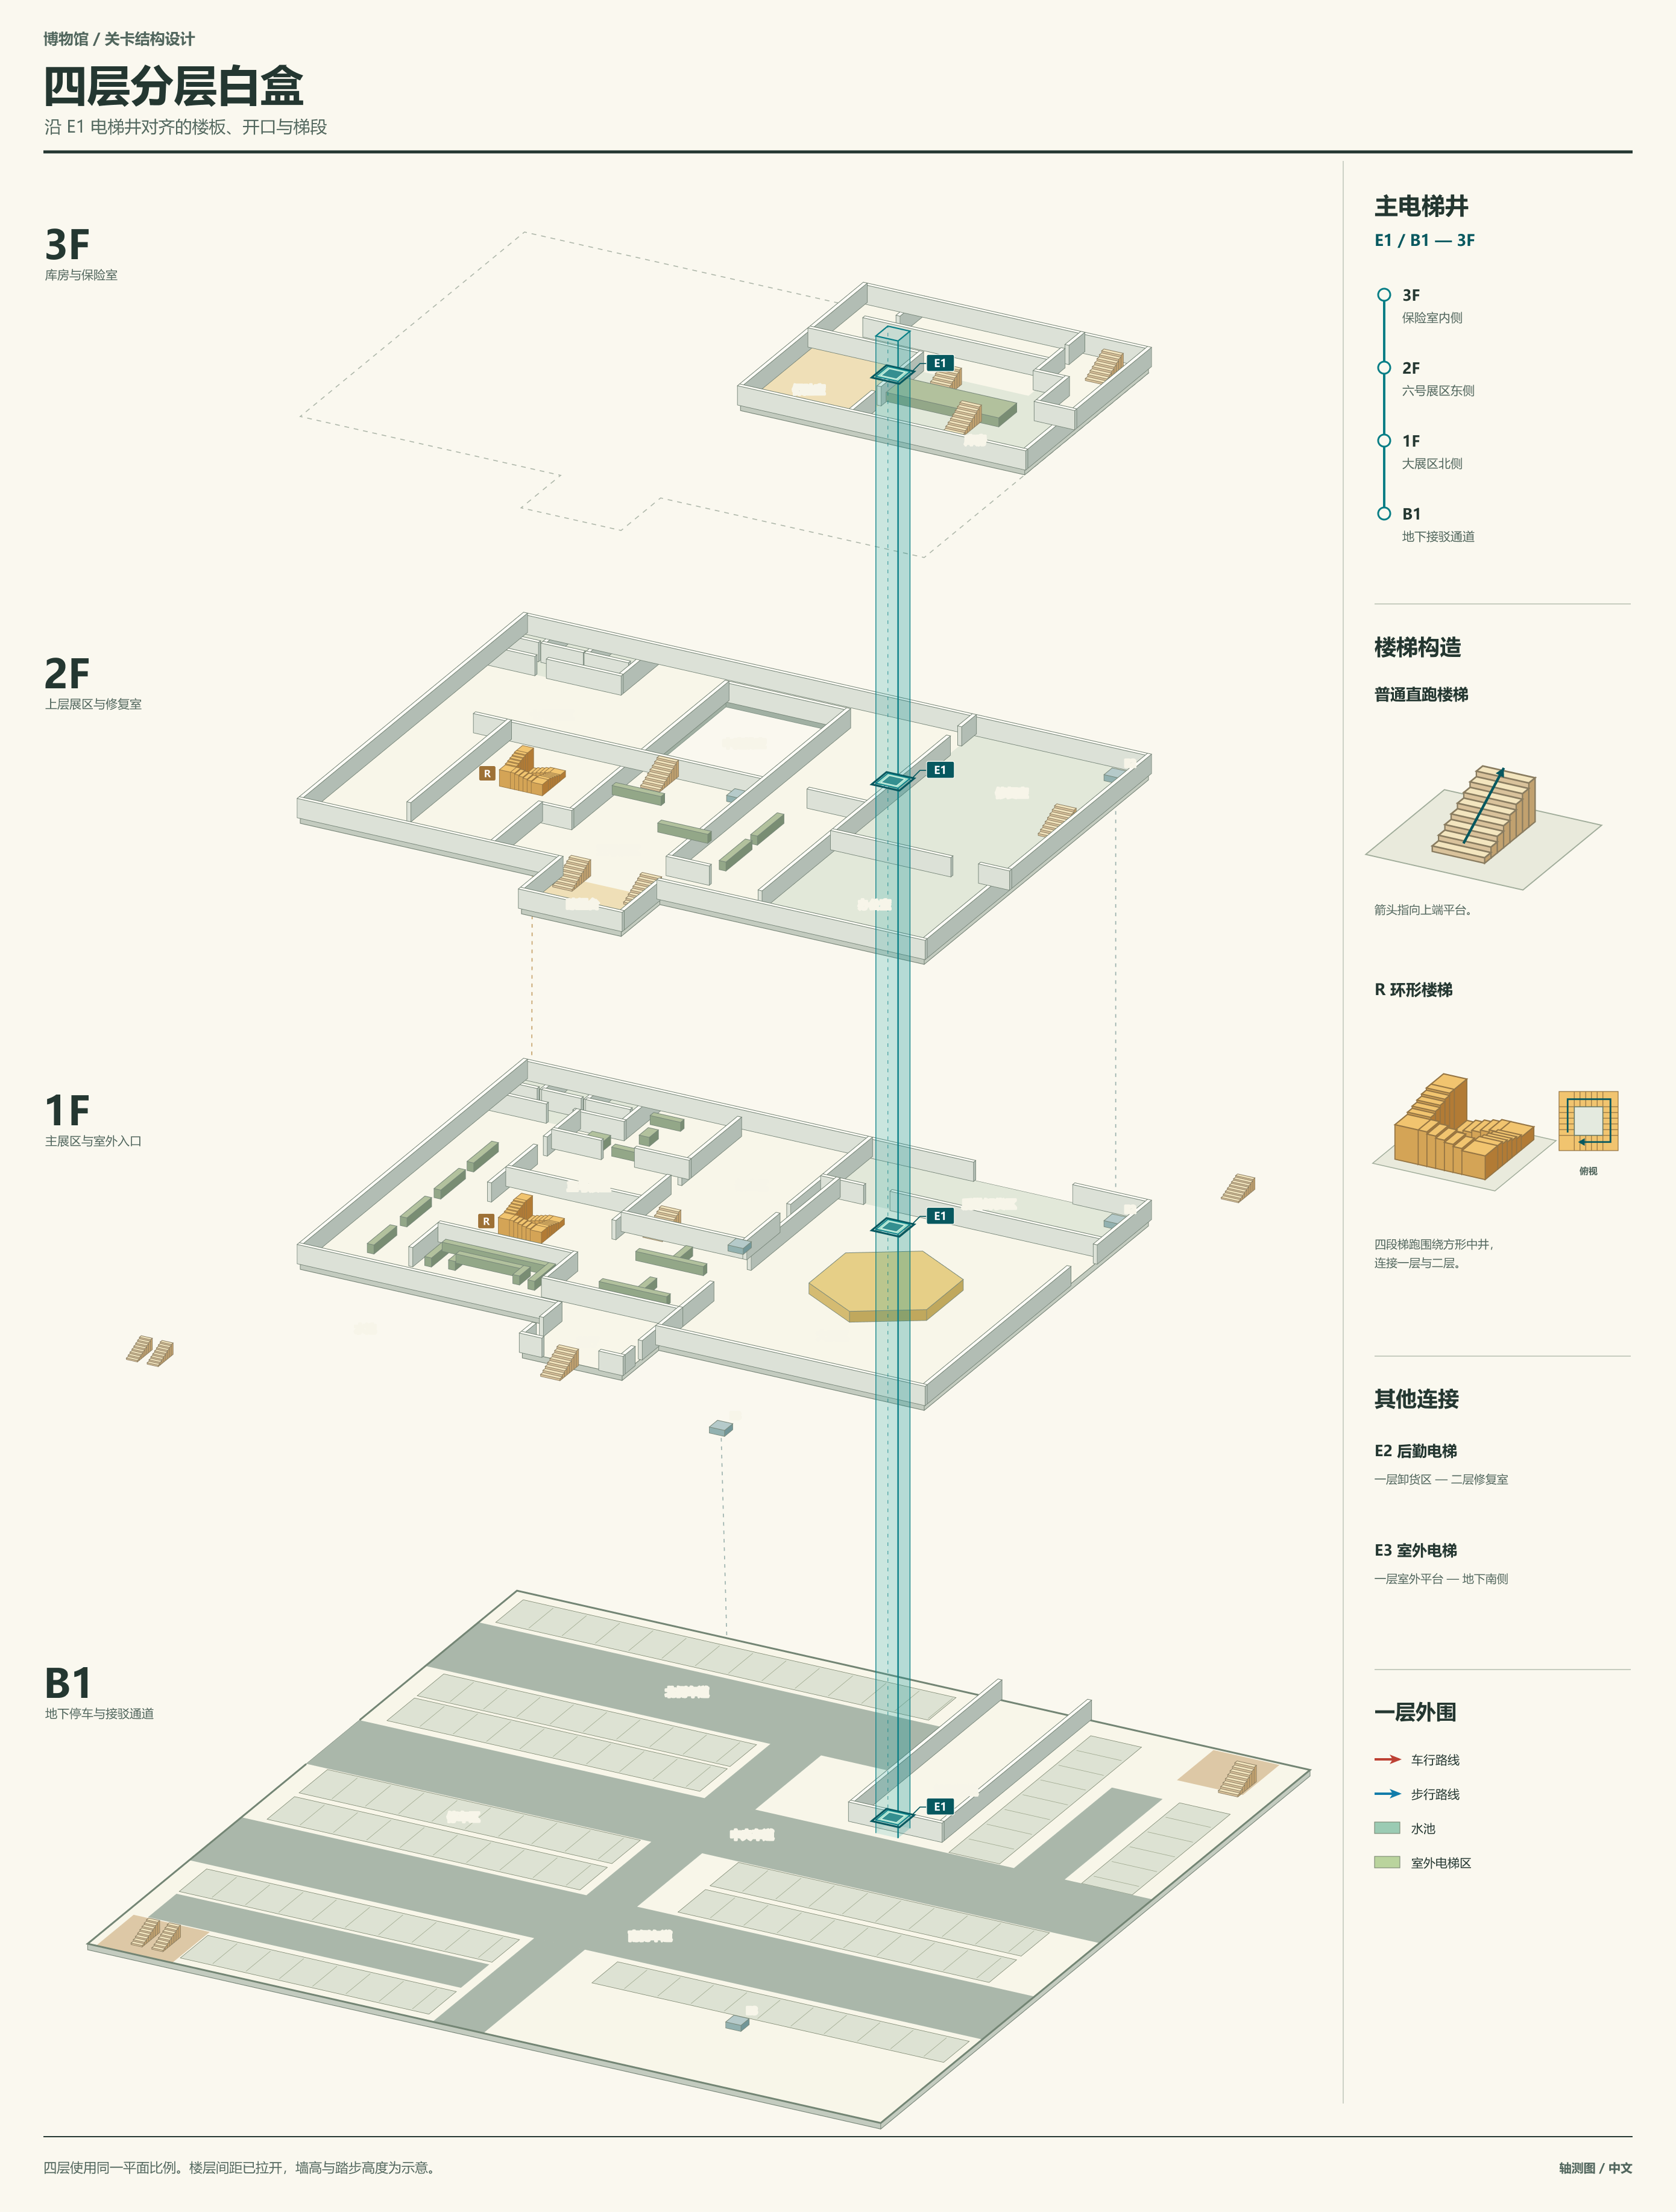 博物馆 / 关卡结构设计
四层分层白盒
沿 E1 电梯井对齐的楼板、开口与梯段
3F
库房与保险室
E1
2F
上层展区与修复室
R
E1
1F
主展区与室外入口
R
E1
B1
地下停车与接驳通道
E1
主电梯井
E1 / B1 — 3F
3F
保险室内侧
2F
六号展区东侧
1F
大展区北侧
B1
地下接驳通道
楼梯构造
普通直跑楼梯
箭头指向上端平台。
R 环形楼梯
俯视
四段梯跑围绕方形中井，
连接一层与二层。
其他连接
E2 后勤电梯
一层卸货区 — 二层修复室
E3 室外电梯
一层室外平台 — 地下南侧
一层外围
车行路线
步行路线
水池
室外电梯区
四层使用同一平面比例。楼层间距已拉开，墙高与踏步高度为示意。
轴测图 / 中文